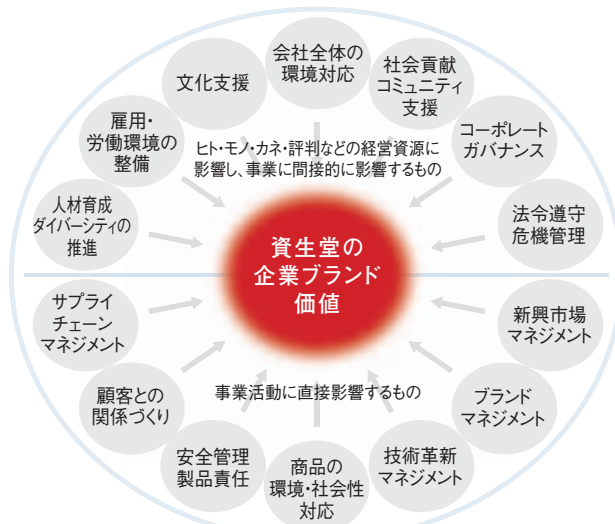 会社全体の
環境対応
文化支援
社会貢献
コミュニティ
支援
雇用・
労働環境の
整備
コーポレート
ガバナンス
ヒト・モノ・カネ・評判などの経営資源に
影響し、事業に間接的に影響するもの
人材育成
ダイバーシティの
推進
法令遵守
危機管理
資生堂の
企業ブランド
価値
サプライ
チェーン
マネジメント
新興市場
マネジメント
顧客との
関係づくり
事業活動に直接影響するもの
ブランド
マネジメント
安全管理
製品責任
商品の
環境・社会性
対応
技術革新
マネジメント